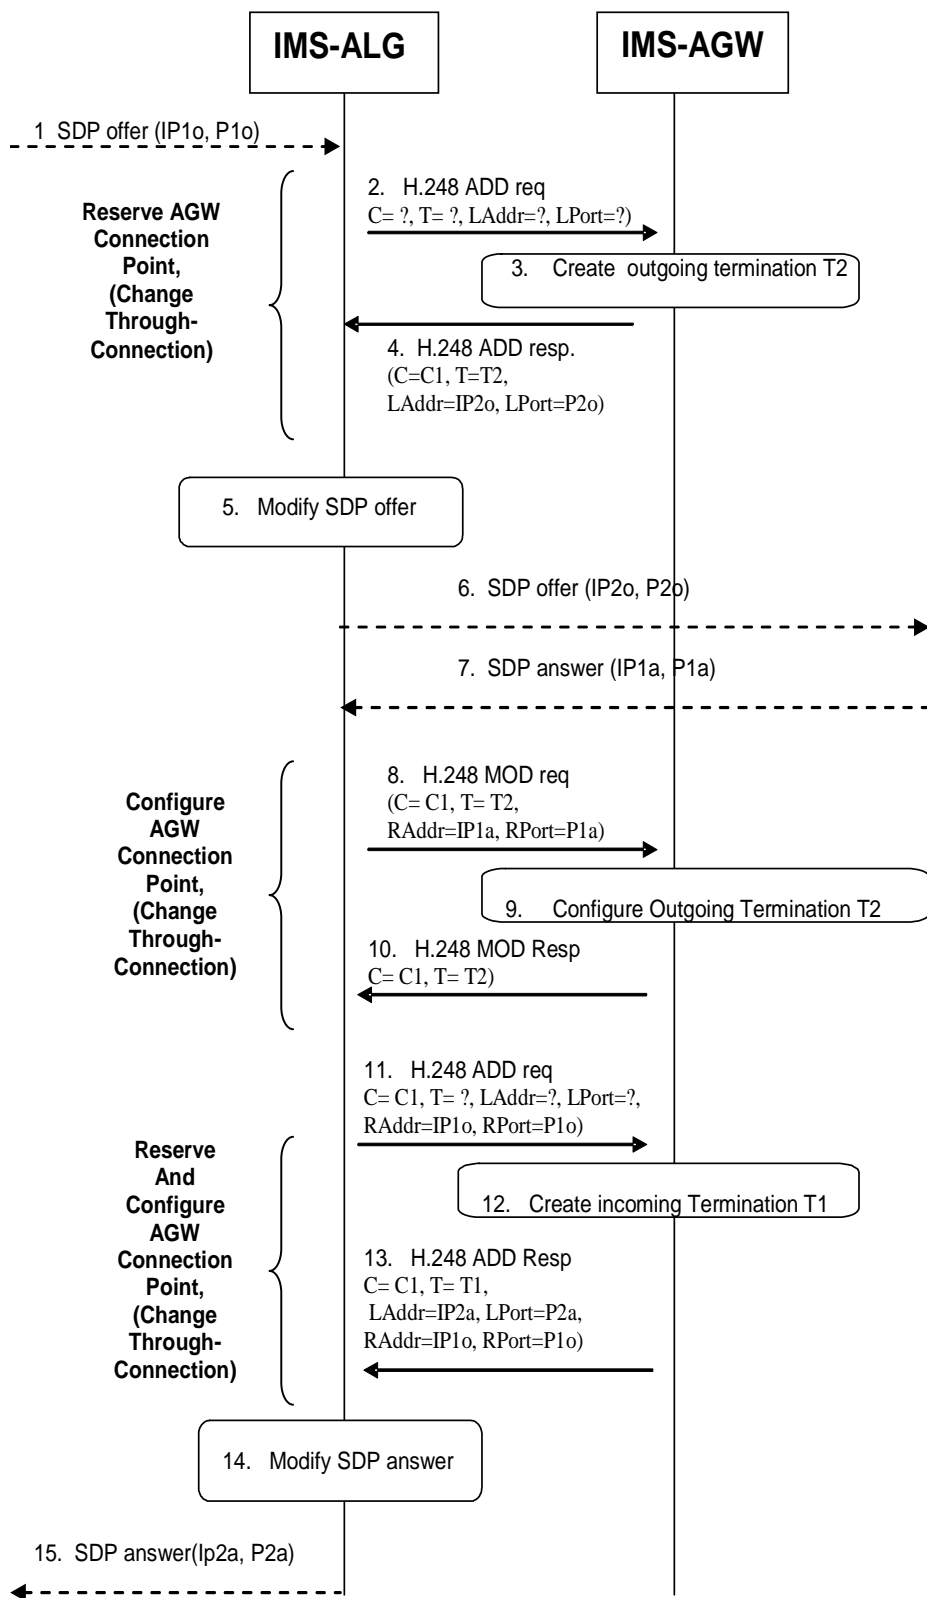 IMS-ALG
IMS-AGW
1  SDP offer (IP1o, P1o)
Reserve AGW
Connection
Point,
(Change
Through-
Connection)
2.   H.248 ADD req
C= ?, T= ?, LAddr=?, LPort=?)
3.    Create  outgoing termination T2
4.  H.248 ADD resp.
(C=C1, T=T2,
LAddr=IP2o, LPort=P2o)
5.   Modify SDP offer
6.  SDP offer (IP2o, P2o)
7.  SDP answer (IP1a, P1a)
Configure
AGW
Connection
Point,
(Change
Through-
Connection)
8.   H.248 MOD req
(C= C1, T= T2,
RAddr=IP1a, RPort=P1a)
9.     Configure Outgoing Termination T2
10.   H.248 MOD Resp
C= C1, T= T2)
11.   H.248 ADD req
C= C1, T= ?, LAddr=?, LPort=?,
RAddr=IP1o, RPort=P1o)
Reserve
And
Configure
AGW
Connection
Point,
(Change
Through-
Connection)
12.   Create incoming Termination T1
13.   H.248 ADD Resp
C= C1, T= T1,
LAddr=IP2a, LPort=P2a,
RAddr=IP1o, RPort=P1o)
14.   Modify SDP answer
15.  SDP answer(Ip2a, P2a)